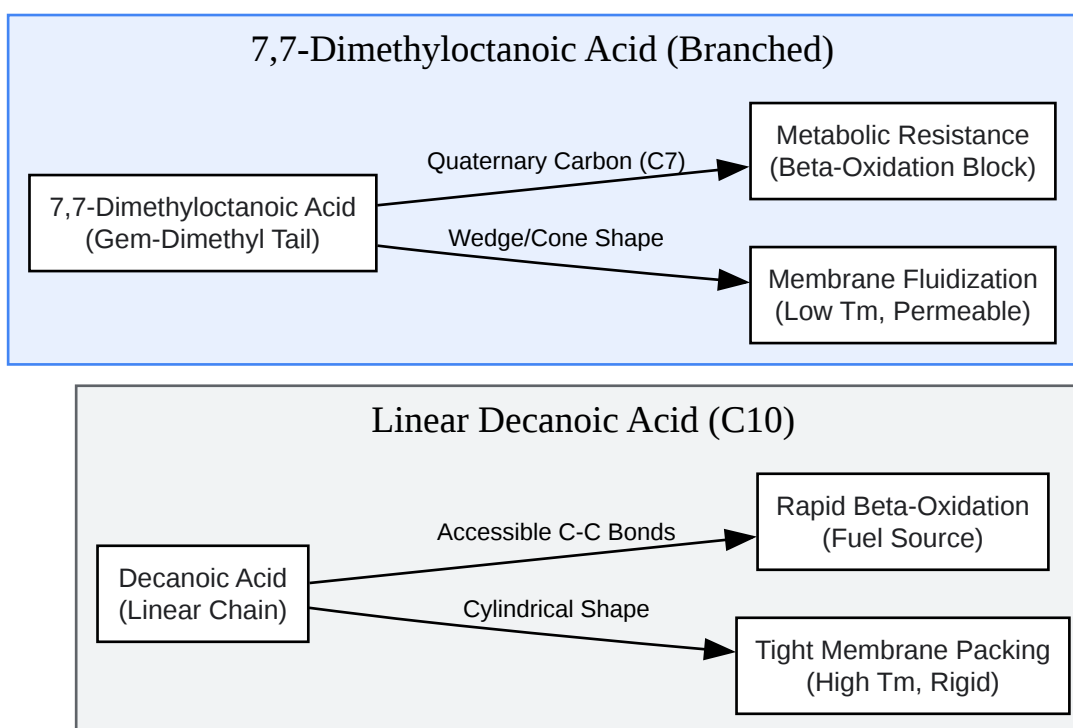 7,7-Dimethyloctanoic Acid (Branched)
Quaternary Carbon (C7)
Metabolic Resistance
(Beta-Oxidation Block)
7,7-Dimethyloctanoic Acid
(Gem-Dimethyl Tail)
Wedge/Cone Shape
Membrane Fluidization
(Low Tm, Permeable)
Linear Decanoic Acid (C10)
Accessible C-C Bonds
Rapid Beta-Oxidation
(Fuel Source)
Decanoic Acid
(Linear Chain)
Cylindrical Shape
Tight Membrane Packing
(High Tm, Rigid)